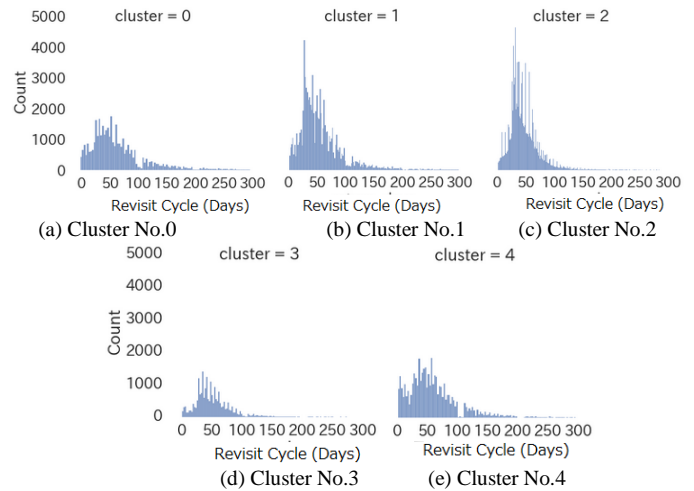 cluster = 0
cluster = 1
cluster = 2
5000
4000
3000
2000
1000
0
Count
0 50 100 150 200 250 300
0 50 100 150 200 250 300
0 50 100 150 200 250 300
Revisit Cycle (Days)
Revisit Cycle (Days)
Revisit Cycle (Days)
(a) Cluster No.0
(b) Cluster No.1
(c) Cluster No.2
cluster = 3
cluster = 4
5000
4000
3000
2000
1000
0
Count
0 50 100 150 200 250 300
0 50 100 150 200 250 300
Revisit Cycle (Days)
Revisit Cycle (Days)
(d) Cluster No.3
(e) Cluster No.4